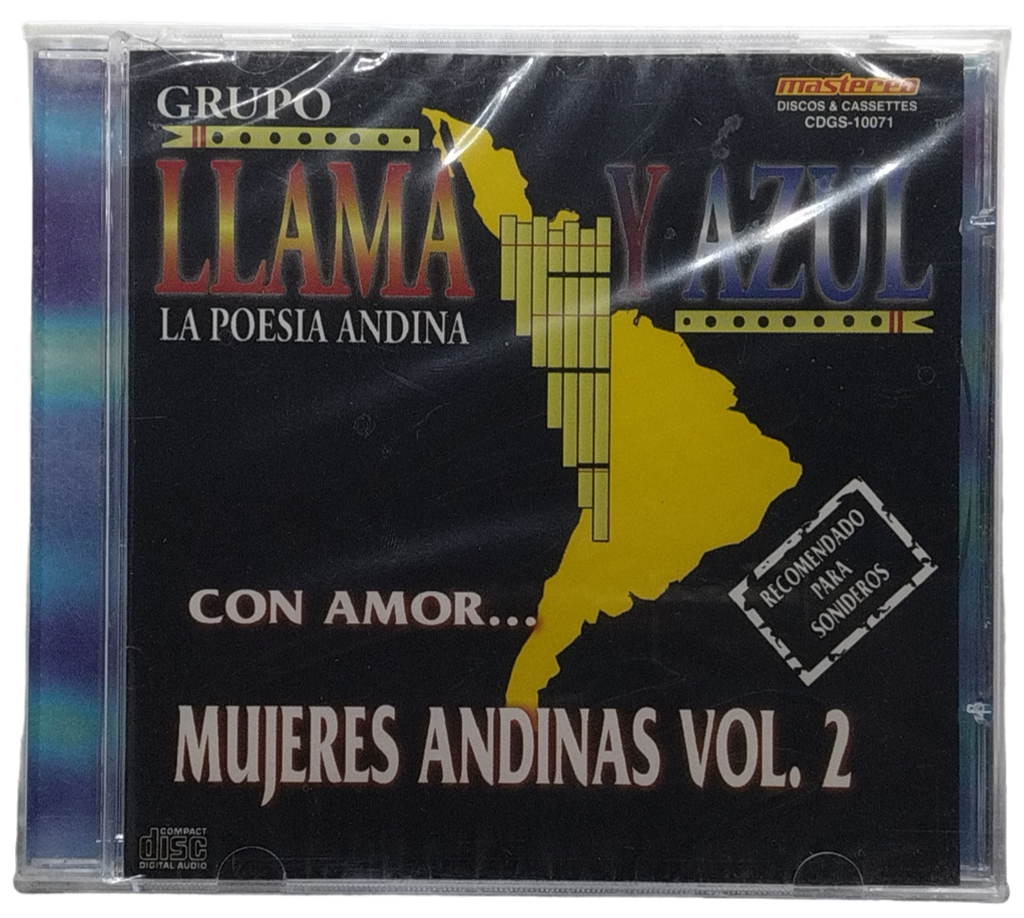 GRUPO
LLAMA Y AZUL
LA POESIA ANDINA
mastereo
DISCOS & CASSETTES
CDGS-10071
RECOMENDADO
PARA
SONIDEROS
CON AMOR...
MUJERES ANDINAS VOL. 2
COMPACT
disc
DIGITAL AUDIO